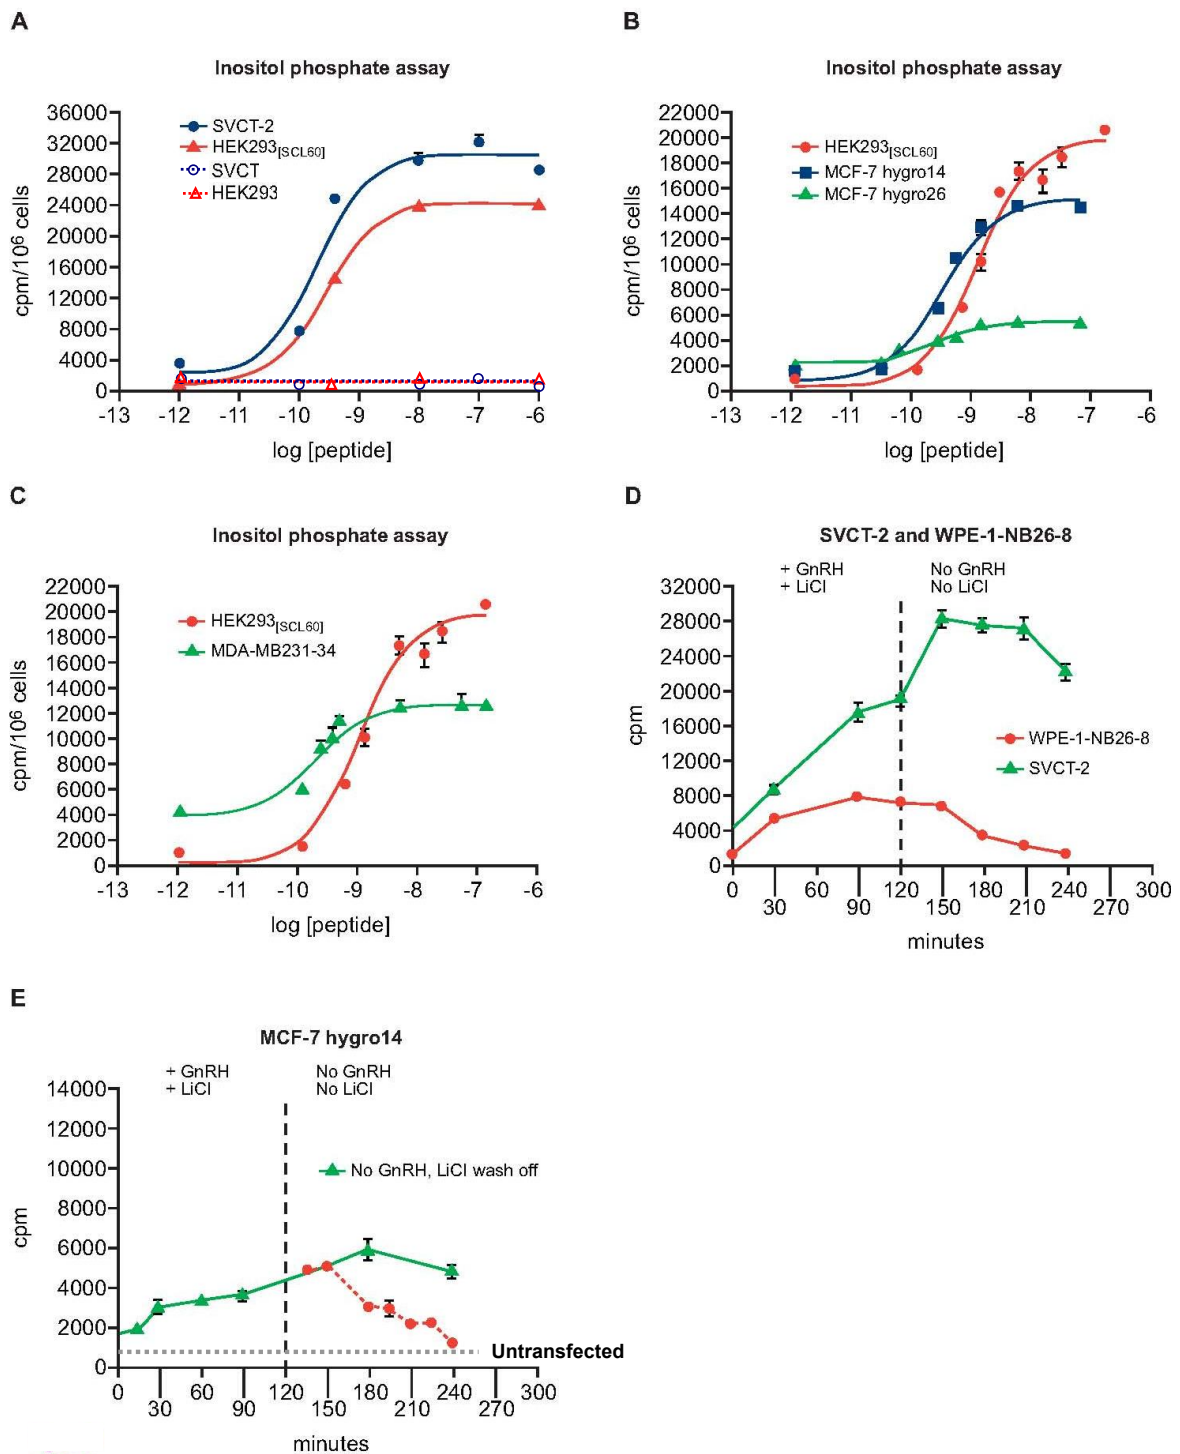 A
Inositol phosphate assay
36000
32000
28000
24000
20000
16000
12000
8000
4000
0
cpm/10⁶ cells
SVCT-2
HEK293[SCL60]
SVCT
HEK293
-13 -12 -11 -10 -9 -8 -7 -6
log [peptide]
B
Inositol phosphate assay
22000
20000
18000
16000
14000
12000
10000
8000
6000
4000
2000
0
cpm/10⁶ cells
HEK293[SCL60]
MCF-7 hygro14
MCF-7 hygro26
-13 -12 -11 -10 -9 -8 -7 -6
log [peptide]
C
Inositol phosphate assay
22000
20000
18000
16000
14000
12000
10000
8000
6000
4000
2000
0
cpm/10⁶ cells
HEK293[SCL60]
MDA-MB231-34
-13 -12 -11 -10 -9 -8 -7 -6
log [peptide]
D
SVCT-2 and WPE-1-NB26-8
+ GnRH
+ LiCl
No GnRH
No LiCl
32000
28000
24000
20000
16000
12000
8000
4000
0
cpm
WPE-1-NB26-8
SVCT-2
0 60 120 180 240 300
30 90 150 210 270
minutes
E
MCF-7 hygro14
+ GnRH
+ LiCl
No GnRH
No LiCl
14000
12000
10000
8000
6000
4000
2000
0
cpm
No GnRH, LiCl wash off
Untransfected
0 60 120 180 240 300
30 90 150 210 270
minutes